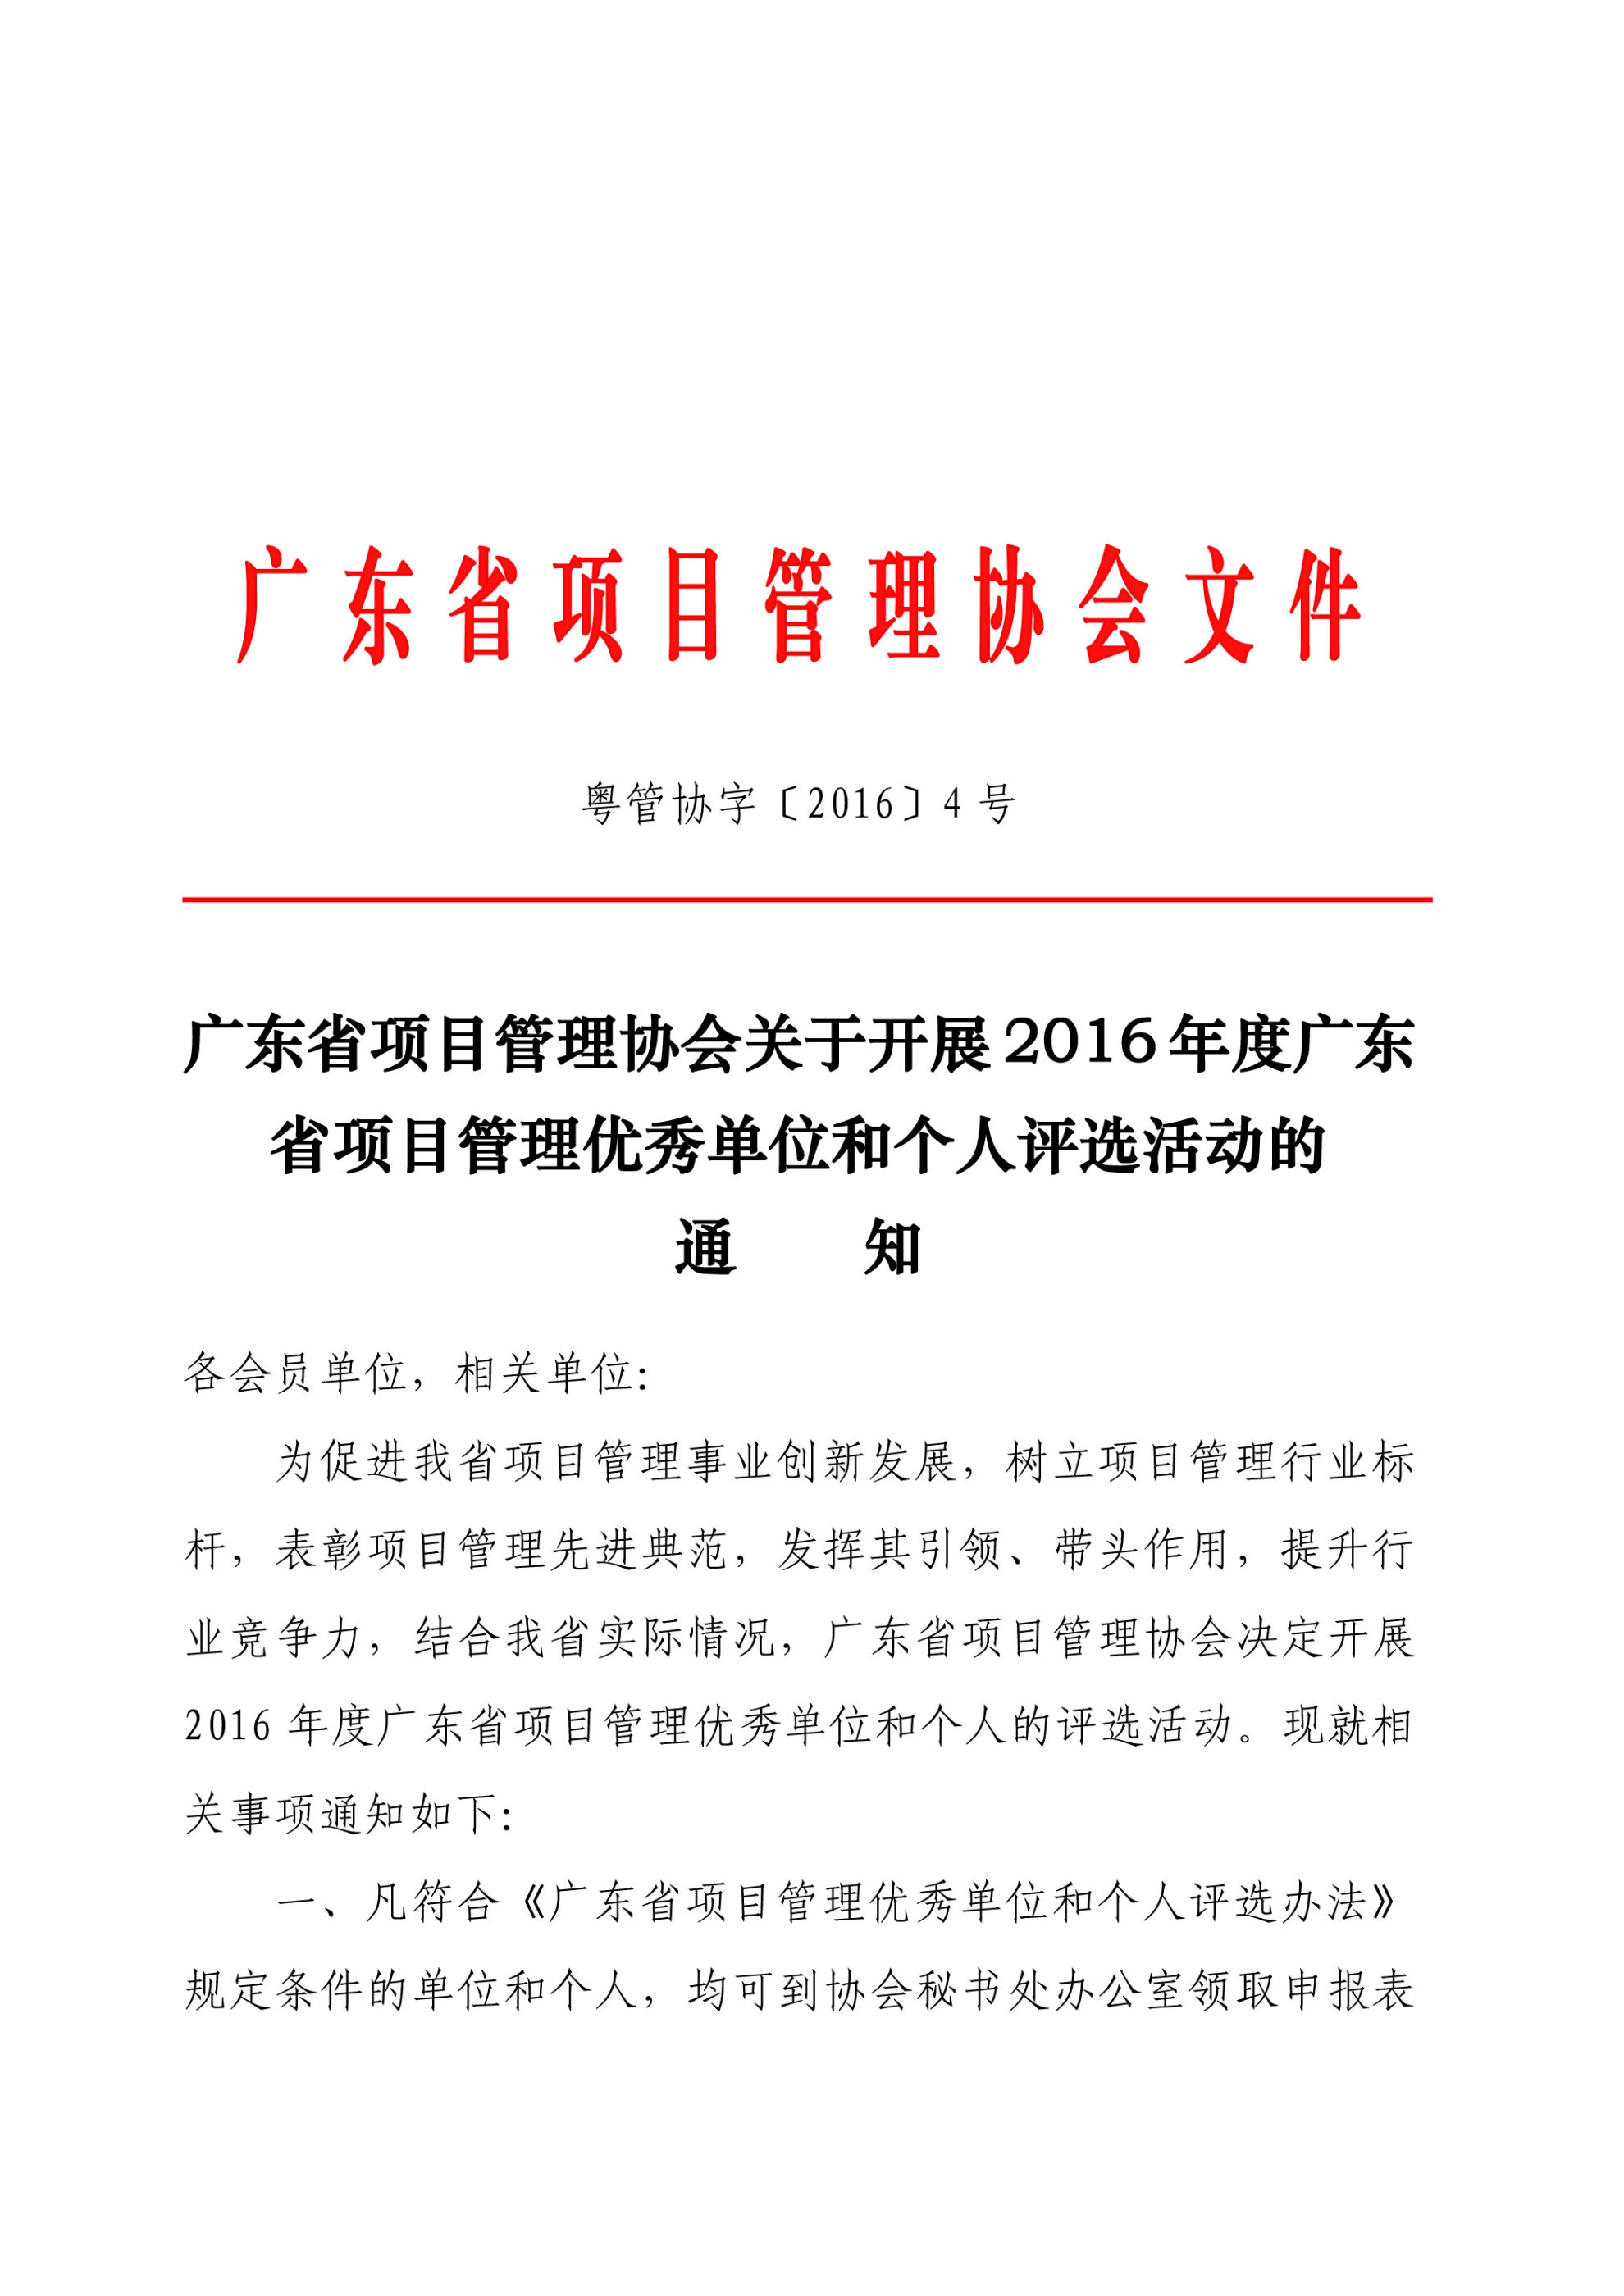 广东省项目管理协会文件
粤管协字〔2016〕4 号
广东省项目管理协会关于开展2016年度广东
省项目管理优秀单位和个人评选活动的
通 知
各会员单位，相关单位：
为促进我省项目管理事业创新发展，树立项目管理行业标
杆，表彰项目管理先进典范，发挥其引领、带头作用，提升行
业竞争力，结合我省实际情况，广东省项目管理协会决定开展
2016 年度广东省项目管理优秀单位和个人的评选活动。现就相
关事项通知如下：
一、凡符合《广东省项目管理优秀单位和个人评选办法》
规定条件的单位和个人，均可到协会秘书处办公室领取申报表